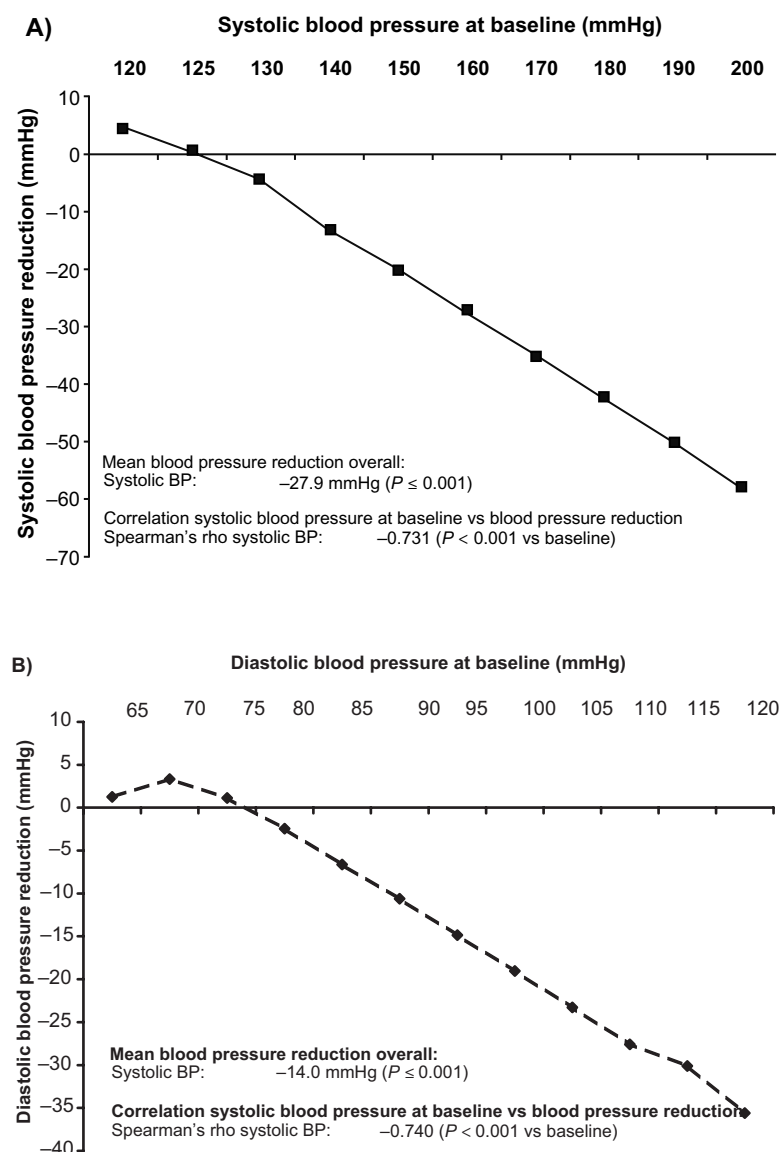 A)
Systolic blood pressure at baseline (mmHg)
120 125 130 140 150 160 170 180 190 200
Systolic blood pressure reduction (mmHg)
10
0
–10
–20
–30
–40
–50
–60
–70
Mean blood pressure reduction overall:
Systolic BP: –27.9 mmHg (P ≤ 0.001)
Correlation systolic blood pressure at baseline vs blood pressure reduction
Spearman's rho systolic BP: –0.731 (P < 0.001 vs baseline)
B)
Diastolic blood pressure at baseline (mmHg)
65 70 75 80 85 90 95 100 105 110 115 120
Diastolic blood pressure reduction (mmHg)
10
5
0
–5
–10
–15
–20
–25
–30
–35
–40
Mean blood pressure reduction overall:
Systolic BP: –14.0 mmHg (P ≤ 0.001)
Correlation systolic blood pressure at baseline vs blood pressure reduction
Spearman's rho systolic BP: –0.740 (P < 0.001 vs baseline)